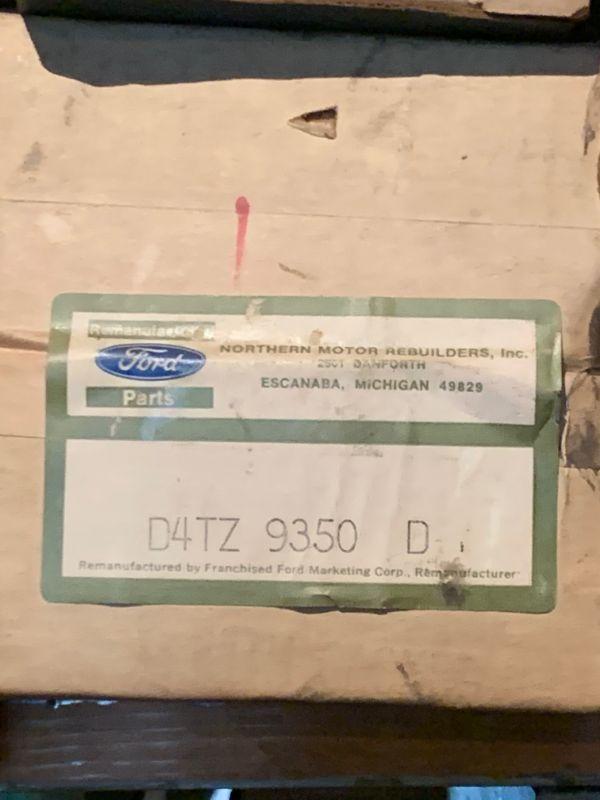 Remanufactured
Ford
Parts
NORTHERN MOTOR REBUILDERS, Inc.
2501 DANFORTH
ESCANABA, MICHIGAN 49829
D4TZ 9350 D
Remanufactured by Franchised Ford Marketing Corp., Remanufacturer